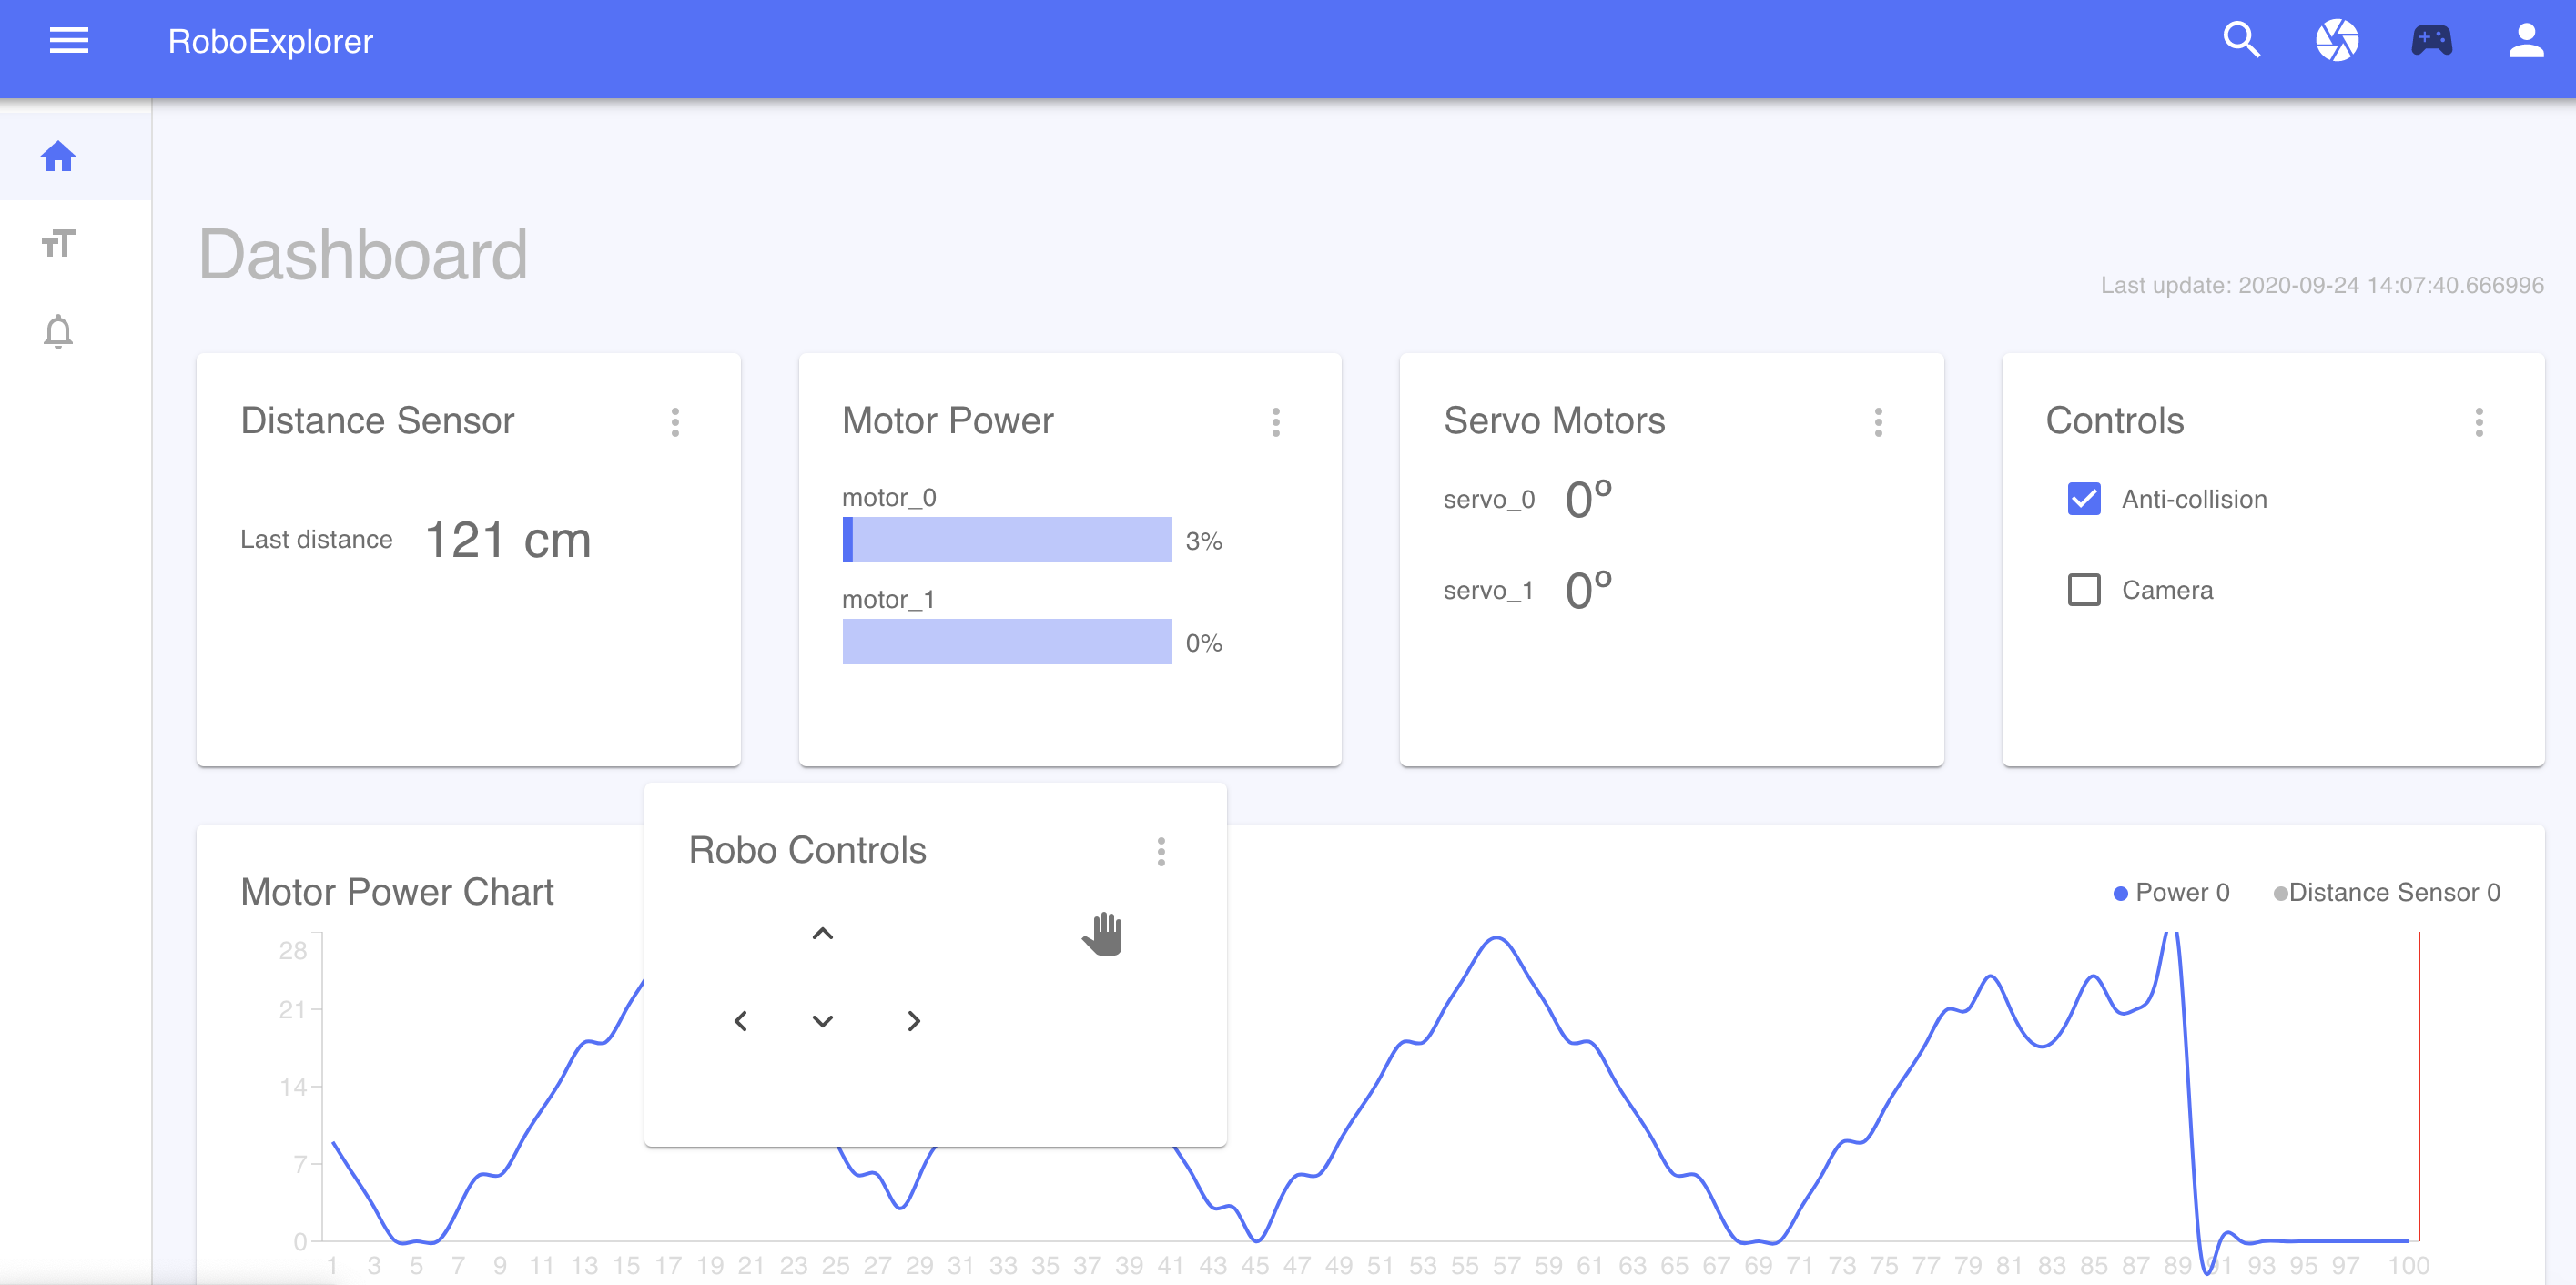 RoboExplorer
Dashboard
Last update: 2020-09-24 14:07:40.666996
Distance Sensor
Last distance 121 cm
Motor Power
motor_0
3%
motor_1
0%
Servo Motors
servo_0 0º
servo_1 0º
Controls
Anti-collision
Camera
Robo Controls
Motor Power Chart
Power 0 Distance Sensor 0
28
21
14
7
0
1 3 5 7 9 11 13 15 17 19 21 23 25 27 29 31 33 35 37 39 41 43 45 47 49 51 53 55 57 59 61 63 65 67 69 71 73 75 77 79 81 83 85 87 89 91 93 95 97 100